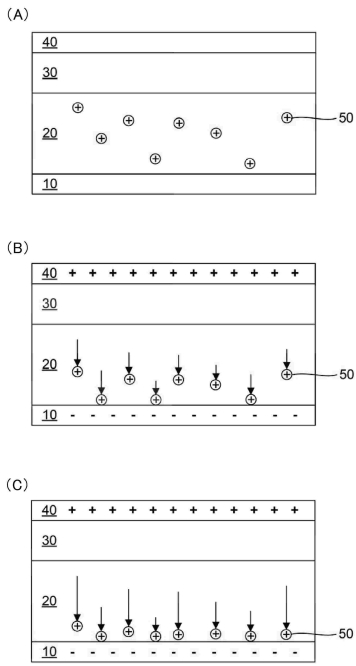 (A)
40
30
20
50
10
(B)
40 + + + + + + + + + + + +
30
20
50
10 - - - - - - - - - - -
(C)
40 + + + + + + + + + + + +
30
20
50
10 - - - - - - - - - - -